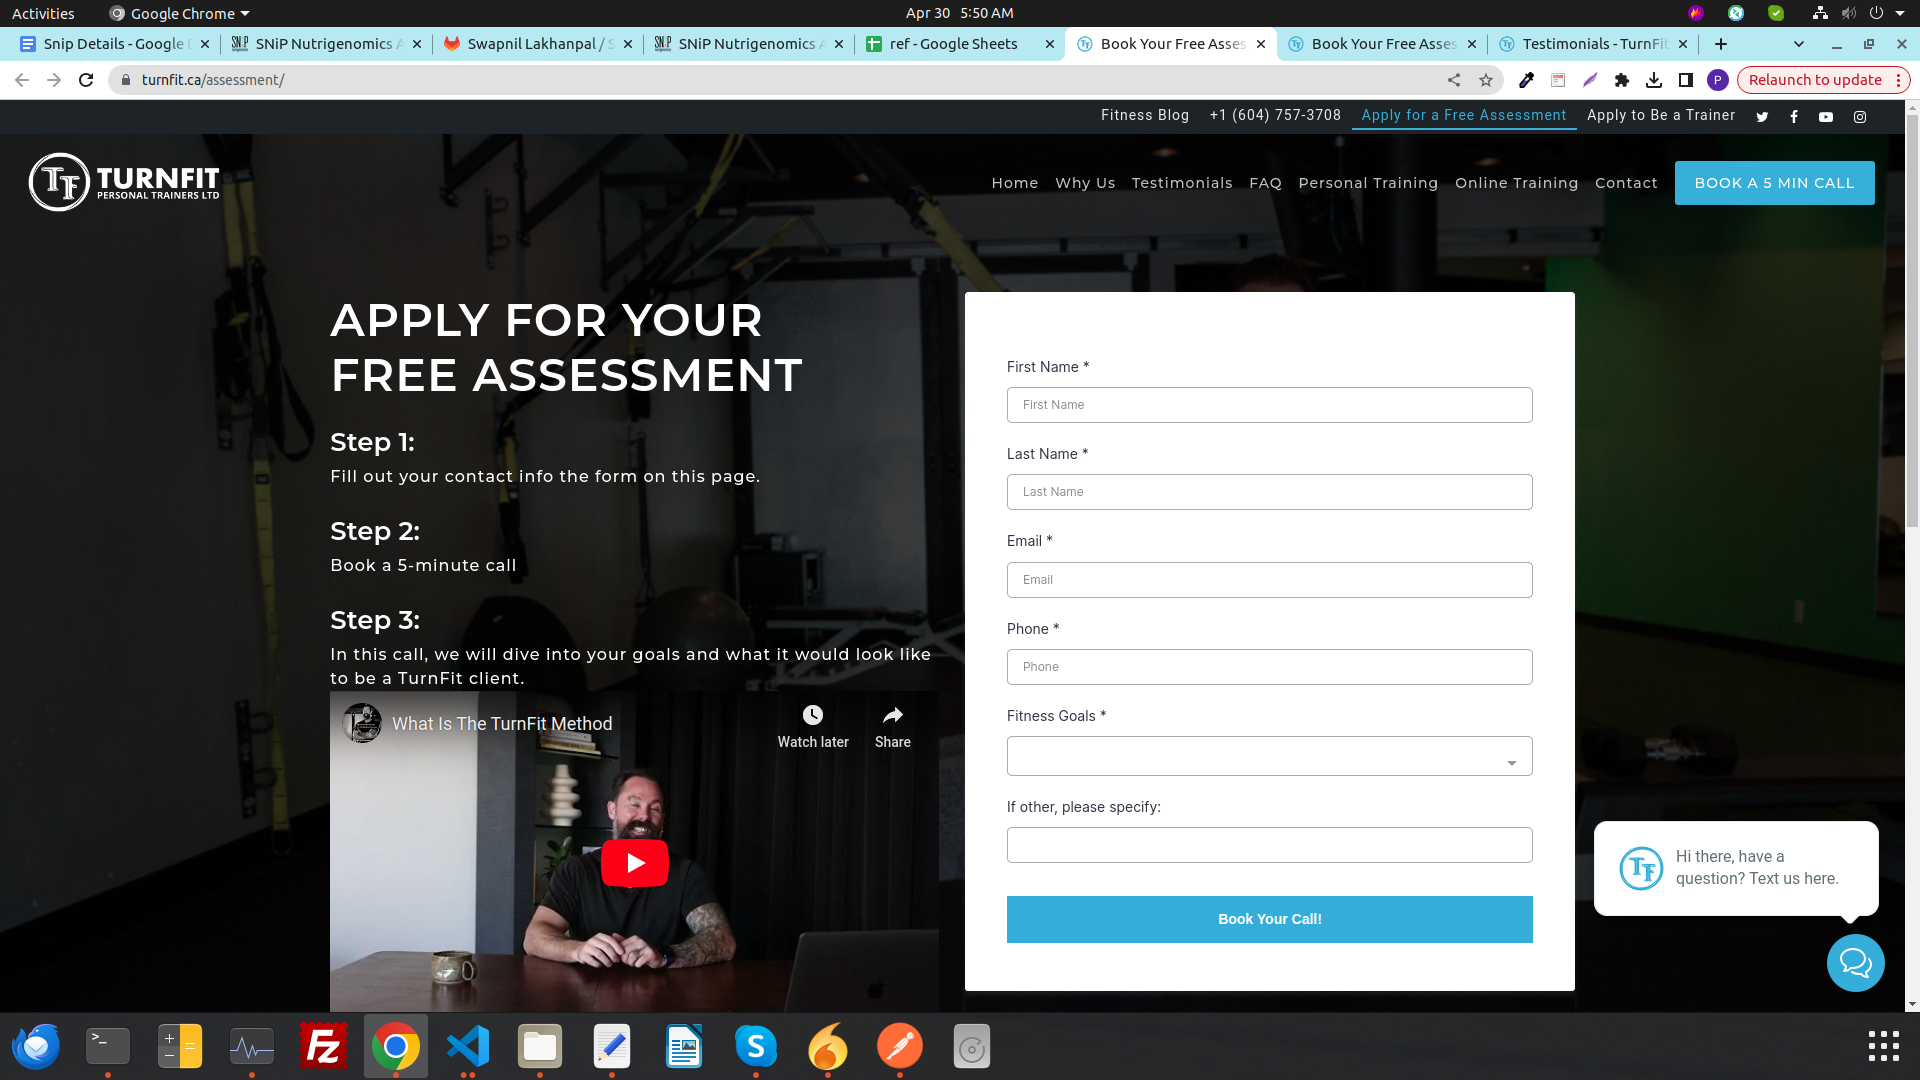 Activities
Google Chrome
Apr 30 5:50 AM
Snip Details - Google D
SNiP Nutrigenomics A
Swapnil Lakhanpal / S
SNiP Nutrigenomics A
ref - Google Sheets
Book Your Free Asses
Book Your Free Asses
Testimonials - TurnFit
turnfit.ca/assessment/
P
Relaunch to update
Fitness Blog
+1 (604) 757-3708
Apply for a Free Assessment
Apply to Be a Trainer
TF TURNFIT
PERSONAL TRAINERS LTD
Home
Why Us
Testimonials
FAQ
Personal Training
Online Training
Contact
BOOK A 5 MIN CALL
APPLY FOR YOUR
FREE ASSESSMENT
Step 1:
Fill out your contact info the form on this page.
Step 2:
Book a 5-minute call
Step 3:
In this call, we will dive into your goals and what it would look like
to be a TurnFit client.
What Is The TurnFit Method
Watch later
Share
First Name *
First Name
Last Name *
Last Name
Email *
Email
Phone *
Phone
Fitness Goals *
If other, please specify:
Book Your Call!
TF
Hi there, have a
question? Text us here.